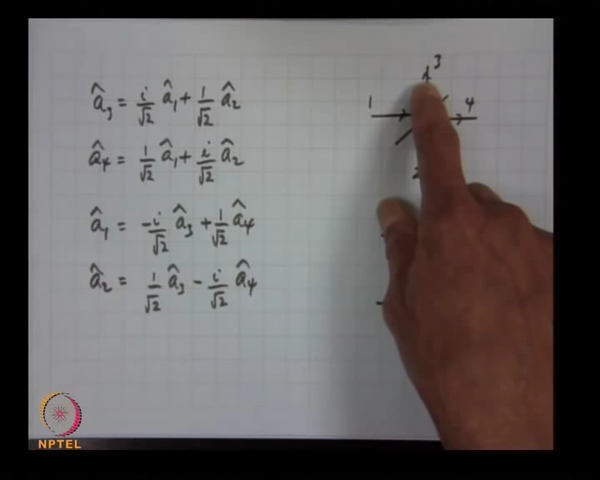 â₃ = i/√2 â₁ + 1/√2 â₂
â₄ = 1/√2 â₁ + i/√2 â₂
â₁ = -i/√2 â₃ + 1/√2 â₄
â₂ = 1/√2 â₃ - i/√2 â₄
3
1 4
2
NPTEL